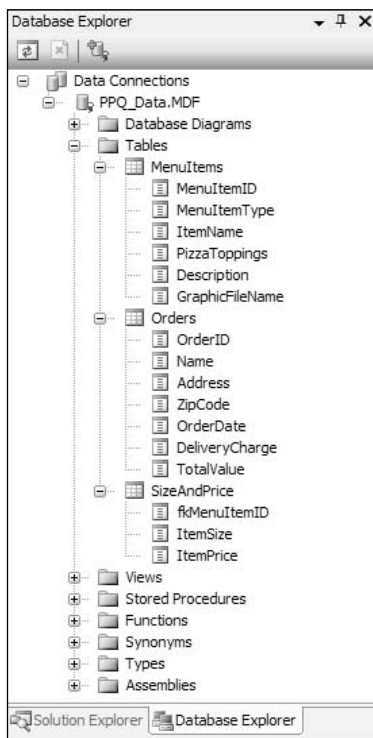 Database Explorer
Data Connections
PPQ_Data.MDF
Database Diagrams
Tables
MenuItems
MenuItemID
MenuItemType
ItemName
PizzaToppings
Description
GraphicFileName
Orders
OrderID
Name
Address
ZipCode
OrderDate
DeliveryCharge
TotalValue
SizeAndPrice
fkMenuItemID
ItemSize
ItemPrice
Views
Stored Procedures
Functions
Synonyms
Types
Assemblies
Solution Explorer Database Explorer